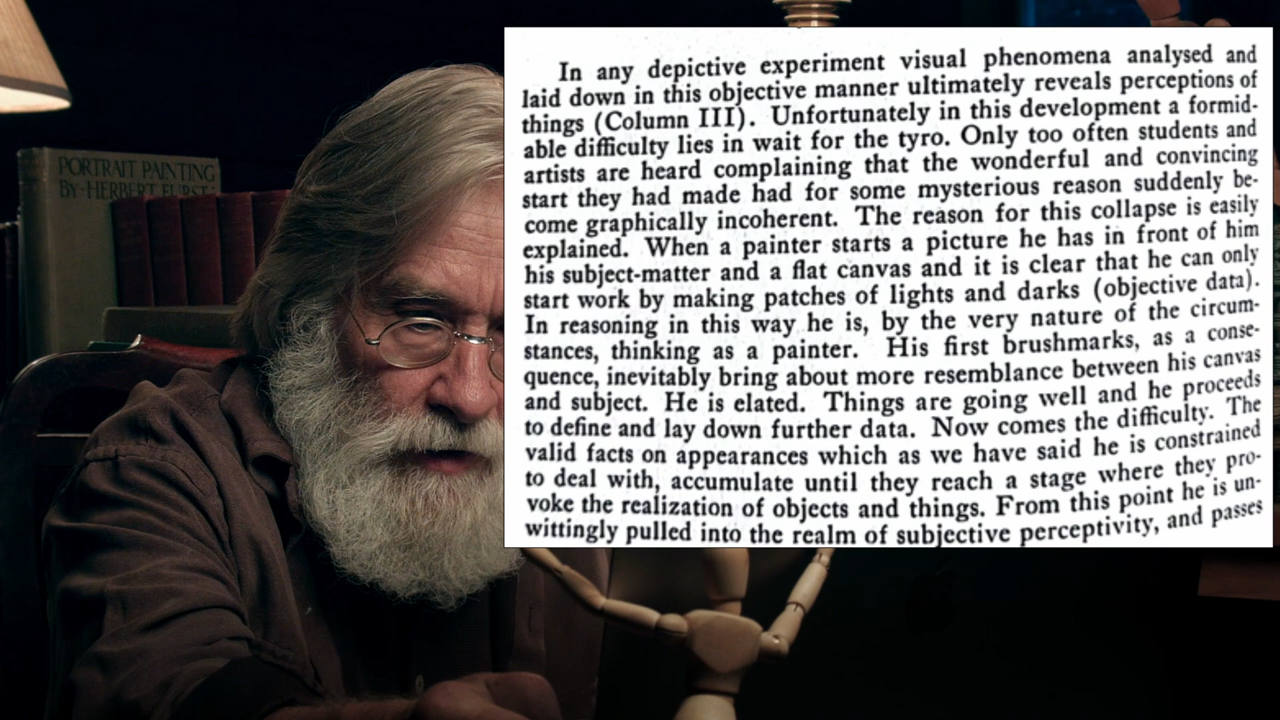 PORTRAIT PAINTING
BY HERBERT FURST
In any depictive experiment visual phenomena analysed and
laid down in this objective manner ultimately reveals perceptions of
things (Column III). Unfortunately in this development a formid-
able difficulty lies in wait for the tyro. Only too often students and
artists are heard complaining that the wonderful and convincing
start they had made had for some mysterious reason suddenly be-
come graphically incoherent. The reason for this collapse is easily
explained. When a painter starts a picture he has in front of him
his subject-matter and a flat canvas and it is clear that he can only
start work by making patches of lights and darks (objective data).
In reasoning in this way he is, by the very nature of the circum-
stances, thinking as a painter. His first brushmarks, as a conse-
quence, inevitably bring about more resemblance between his canvas
and subject. He is elated. Things are going well and he proceeds
to define and lay down further data. Now comes the difficulty. The
valid facts on appearances which as we have said he is constrained
to deal with, accumulate until they reach a stage where they pro-
voke the realization of objects and things. From this point he is un-
wittingly pulled into the realm of subjective perceptivity, and passes